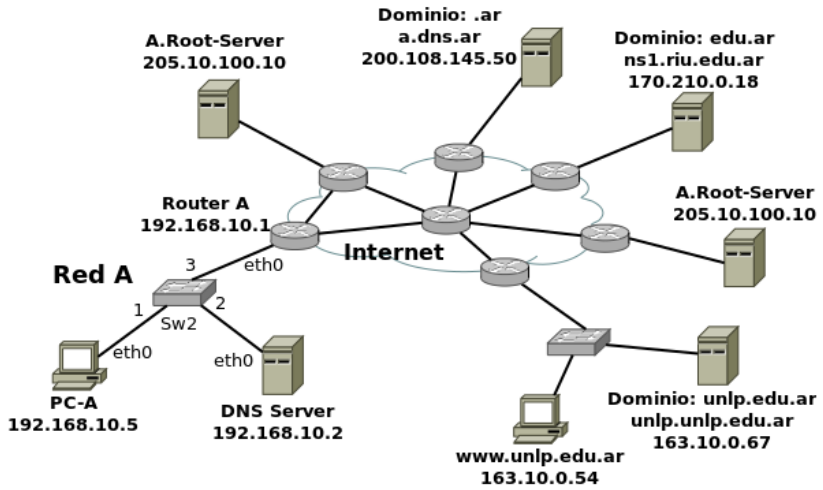 Dominio: .ar
a.dns.ar
200.108.145.50
A.Root-Server
205.10.100.10
Dominio: edu.ar
ns1.riu.edu.ar
170.210.0.18
A.Root-Server
205.10.100.10
Router A
192.168.10.1
Internet
eth0
Red A
3
1
2
Sw2
eth0
eth0
PC-A
192.168.10.5
DNS Server
192.168.10.2
Dominio: unlp.edu.ar
unlp.unlp.edu.ar
163.10.0.67
www.unlp.edu.ar
163.10.0.54